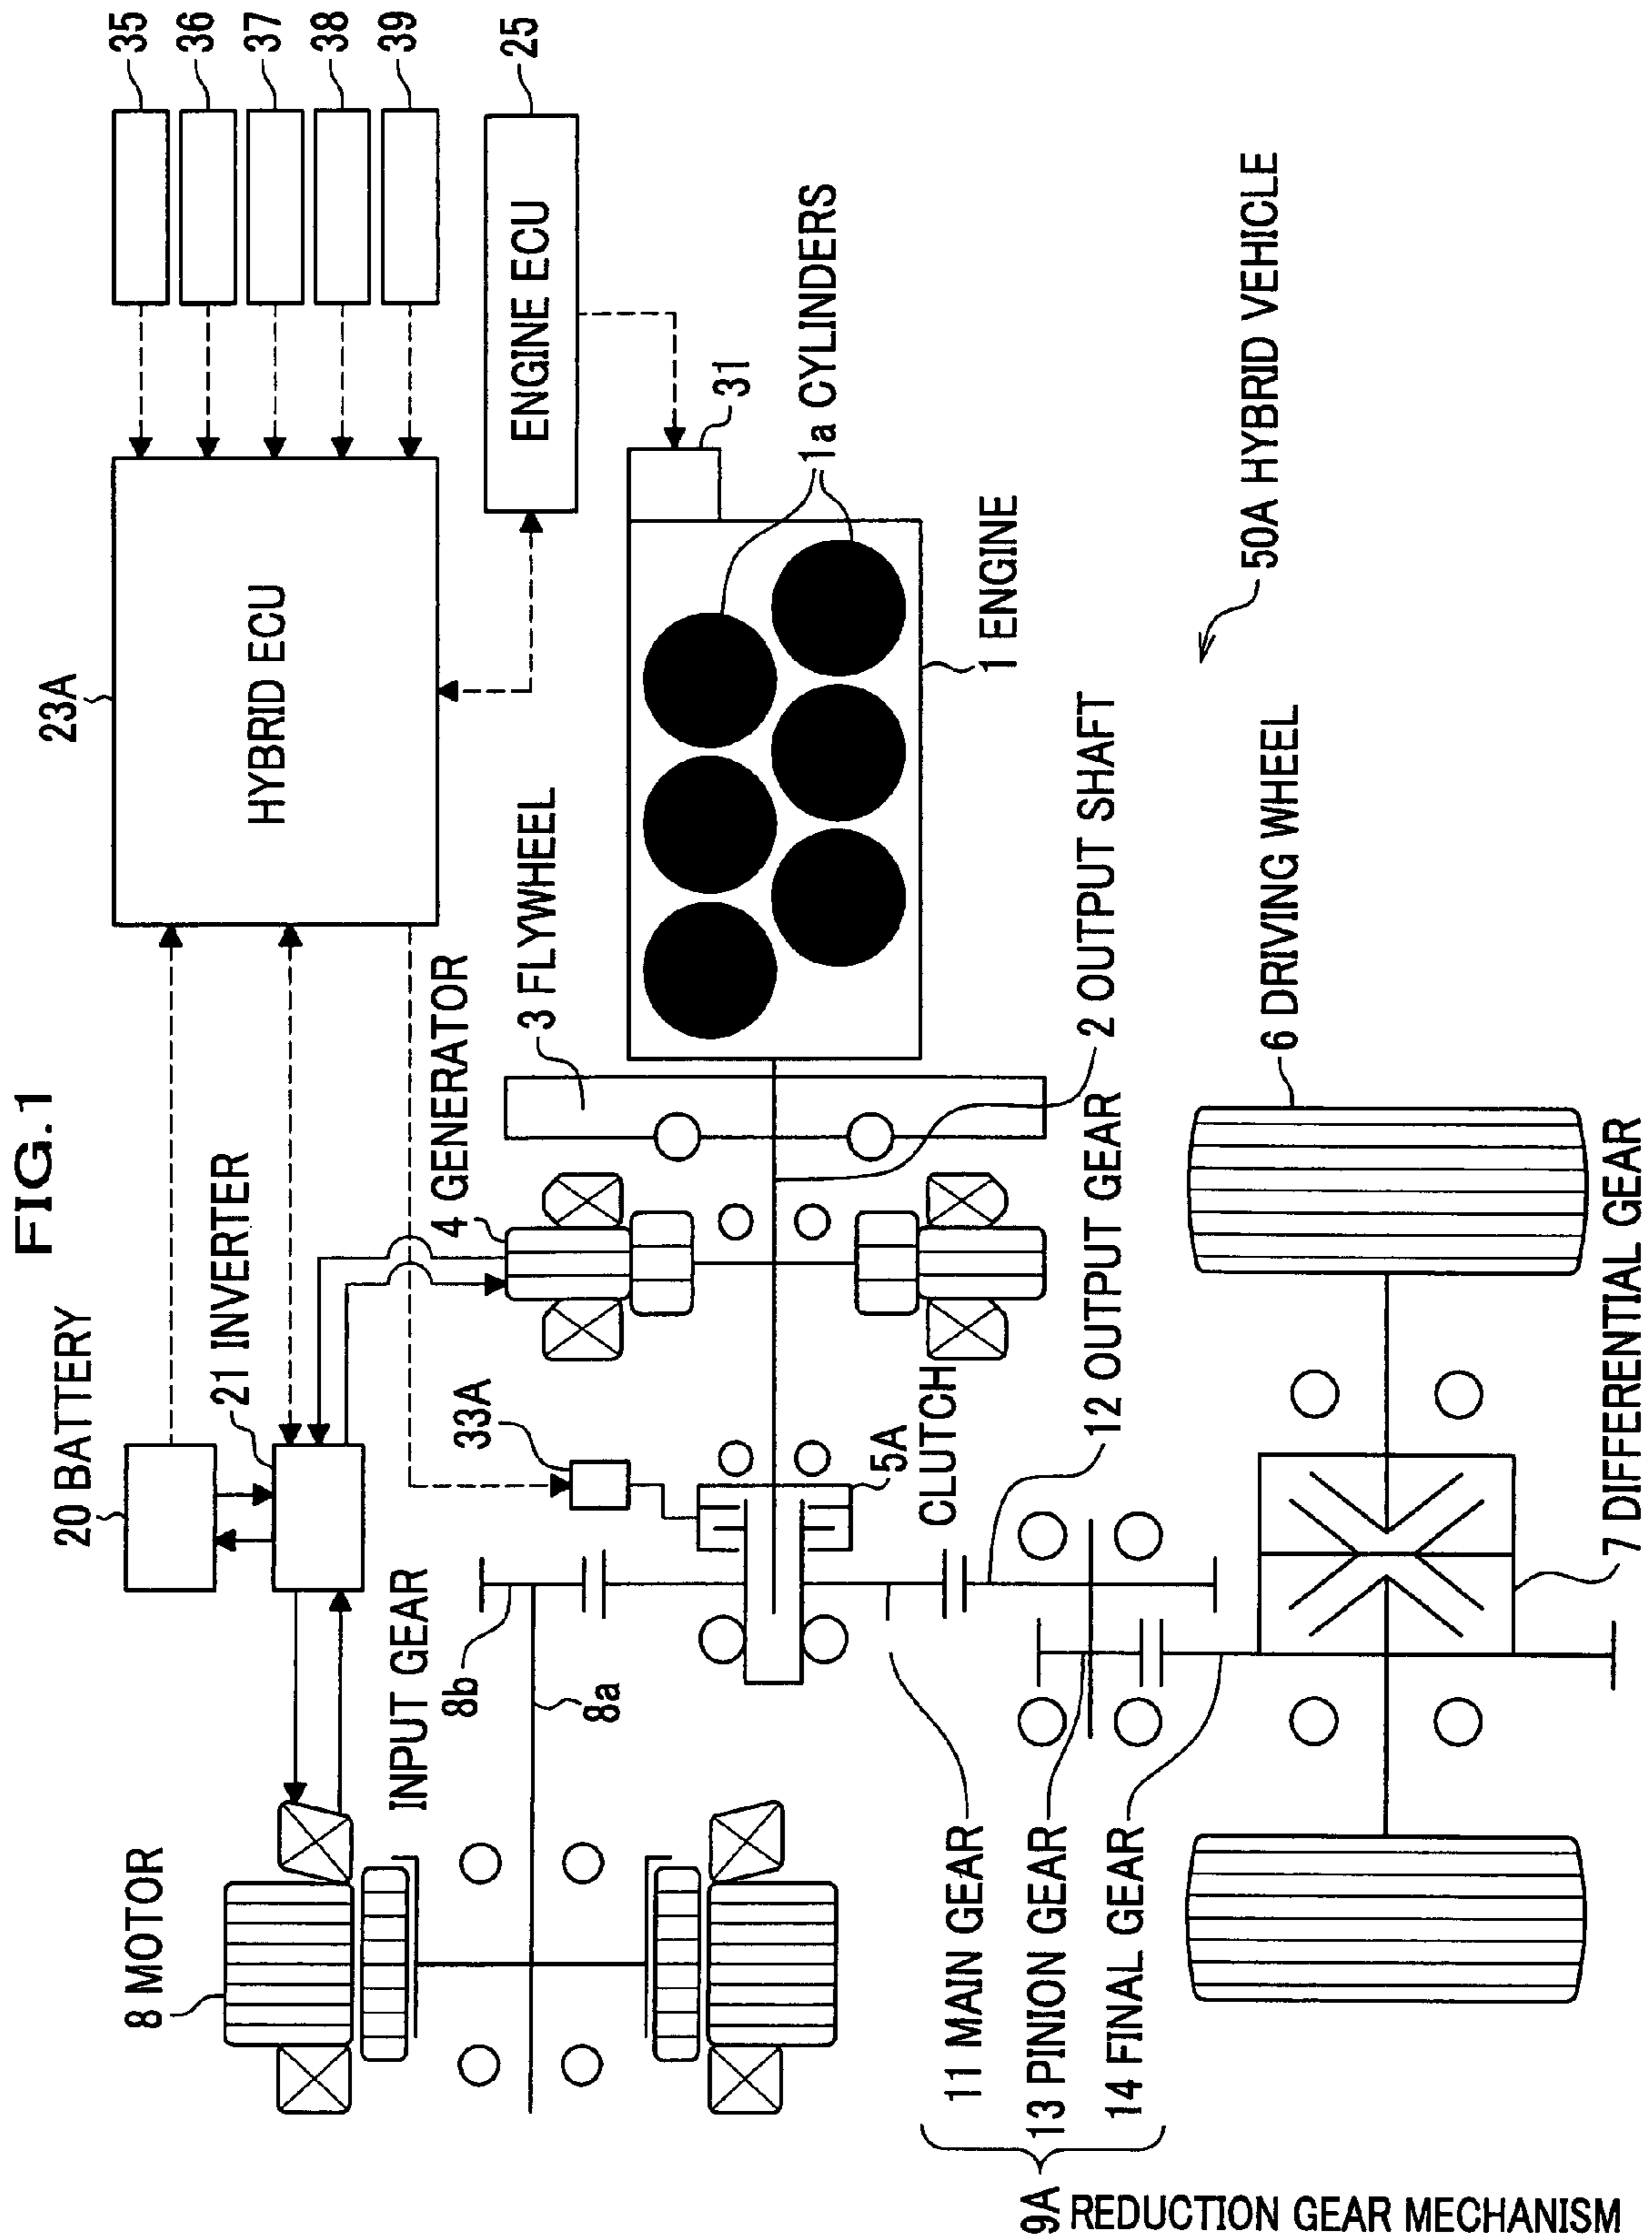 FIG.1
20 BATTERY
21 INVERTER
23A
HYBRID ECU
35
36
37
38
39
25
ENGINE ECU
8 MOTOR
INPUT GEAR
8b
8a
33A
4 GENERATOR
3 FLYWHEEL
31
1a CYLINDERS
1 ENGINE
5A
CLUTCH
2 OUTPUT SHAFT
12 OUTPUT GEAR
11 MAIN GEAR
13 PINION GEAR
14 FINAL GEAR
9A
REDUCTION GEAR MECHANISM
50A HYBRID VEHICLE
6 DRIVING WHEEL
7 DIFFERENTIAL GEAR